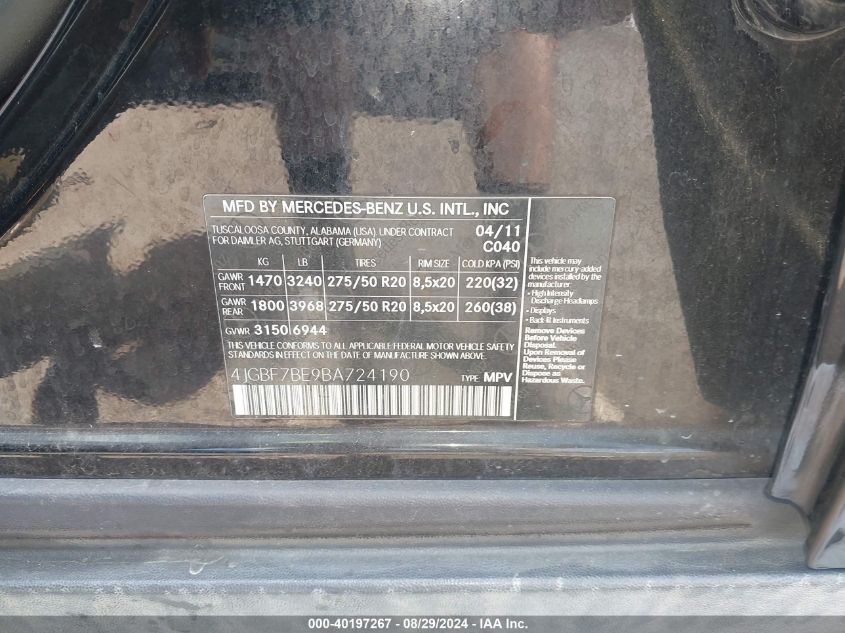 MFD BY MERCEDES-BENZ U.S. INTL., INC
TUSCALOOSA COUNTY, ALABAMA (USA) UNDER CONTRACT
FOR DAIMLER AG, STUTTGART (GERMANY)
04/11
C040
KG LB TIRES RIM SIZE COLD KPA (PSI)
GAWR FRONT 1470 3240 275/50 R20 8,5x20 220(32)
GAWR REAR 1800 3968 275/50 R20 8,5x20 260(38)
GVWR 3150 6944
THIS VEHICLE CONFORMS TO ALL APPLICABLE FEDERAL MOTOR VEHICLE SAFETY
STANDARDS IN EFFECT ON THE DATE OF MANUFACTURE SHOWN ABOVE.
4JGBF7BE9BA724190 TYPE MPV
This vehicle may
include mercury-added
devices installed by the
manufacturer:
• High Intensity
Discharge Headlamps
• Displays
• Back-lit Instruments
Remove Devices
Before Vehicle
Disposal.
Upon Removal of
Devices Please
Reuse, Recycle or
Dispose as
Hazardous Waste.
000-40197267 - 08/29/2024 - IAA Inc.